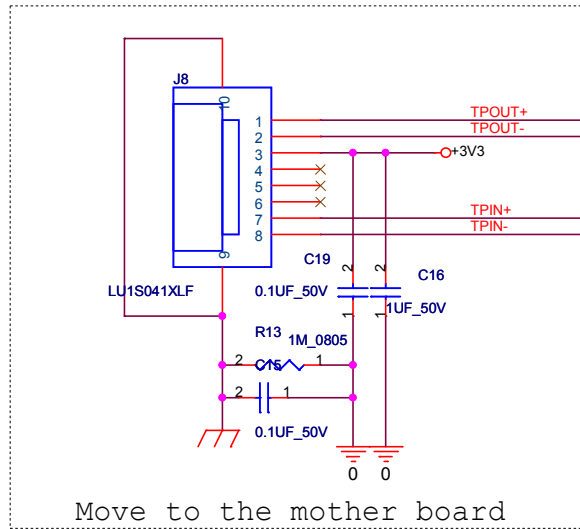 J8
10
1
TPOUT+
2
TPOUT-
3
+3V3
4
5
6
7
TPIN+
8
TPIN-
9
C19
2
2
C16
LU1S041XLF
0.1UF_50V
1
1
1UF_50V
R13
1M_0805
2
1
C15
2
1
0.1UF_50V
0
0
Move to the mother board